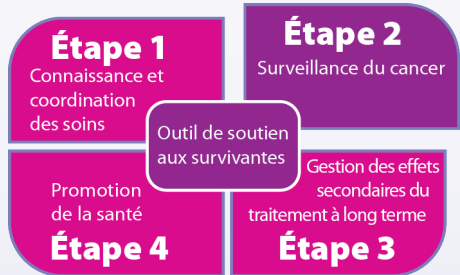 Étape 1
Connaissance et
coordination
des soins
Étape 2
Surveillance du cancer
Outil de soutien
aux survivantes
Gestion des effets
secondaires du
traitement à long terme
Étape 3
Promotion
de la santé
Étape 4